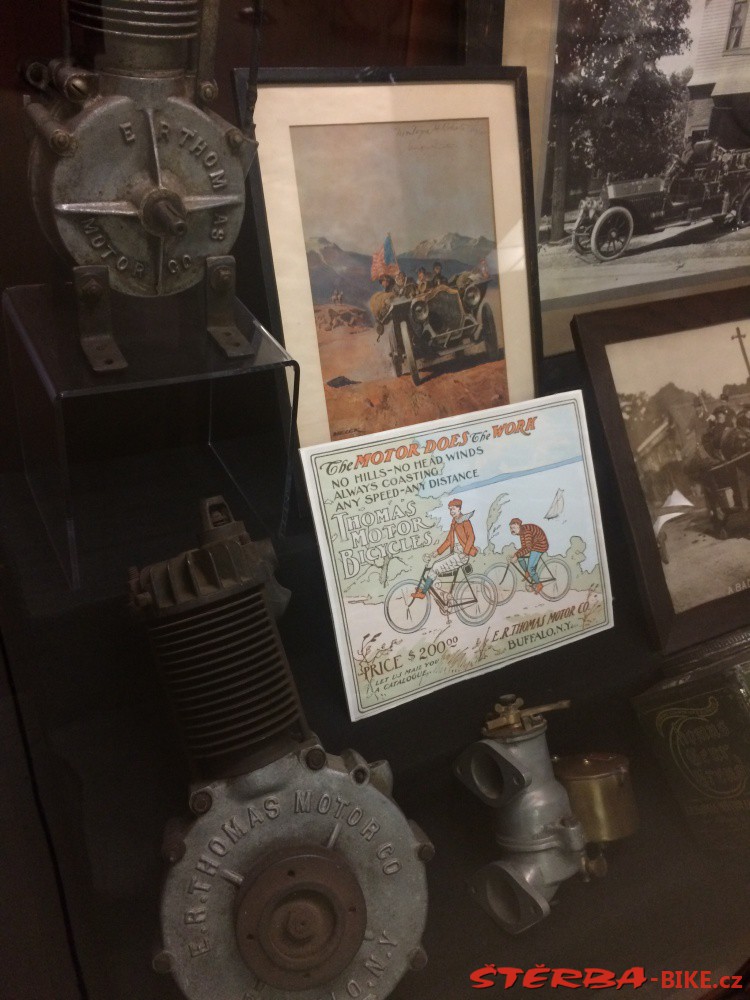 E R THOMAS
MOTOR CO
The MOTOR DOES The WORK
NO HILLS-NO HEAD WINDS
ALWAYS COASTING
ANY SPEED-ANY DISTANCE
THOMAS
MOTOR
BICYCLES
E.R. THOMAS MOTOR CO.
BUFFALO, N.Y.
PRICE $200.00
LET US MAIL YOU
A CATALOGUE
E.R.THOMAS MOTOR CO
O, N.Y
ŠTĚRBA-BIKE.cz